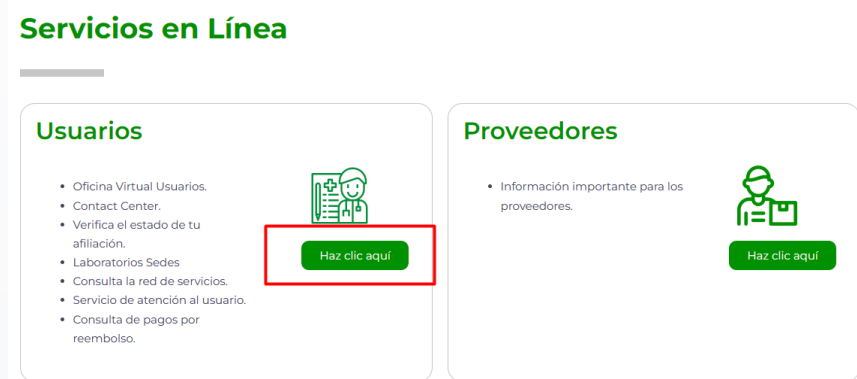 Servicios en Línea
Usuarios
Oficina Virtual Usuarios.
Contact Center.
Verifica el estado de tu
afiliación.
Laboratorios Sedes
Consulta la red de servicios.
Servicio de atención al usuario.
Consulta de pagos por
reembolso.
Haz clic aquí
Proveedores
Información importante para los
proveedores.
Haz clic aquí